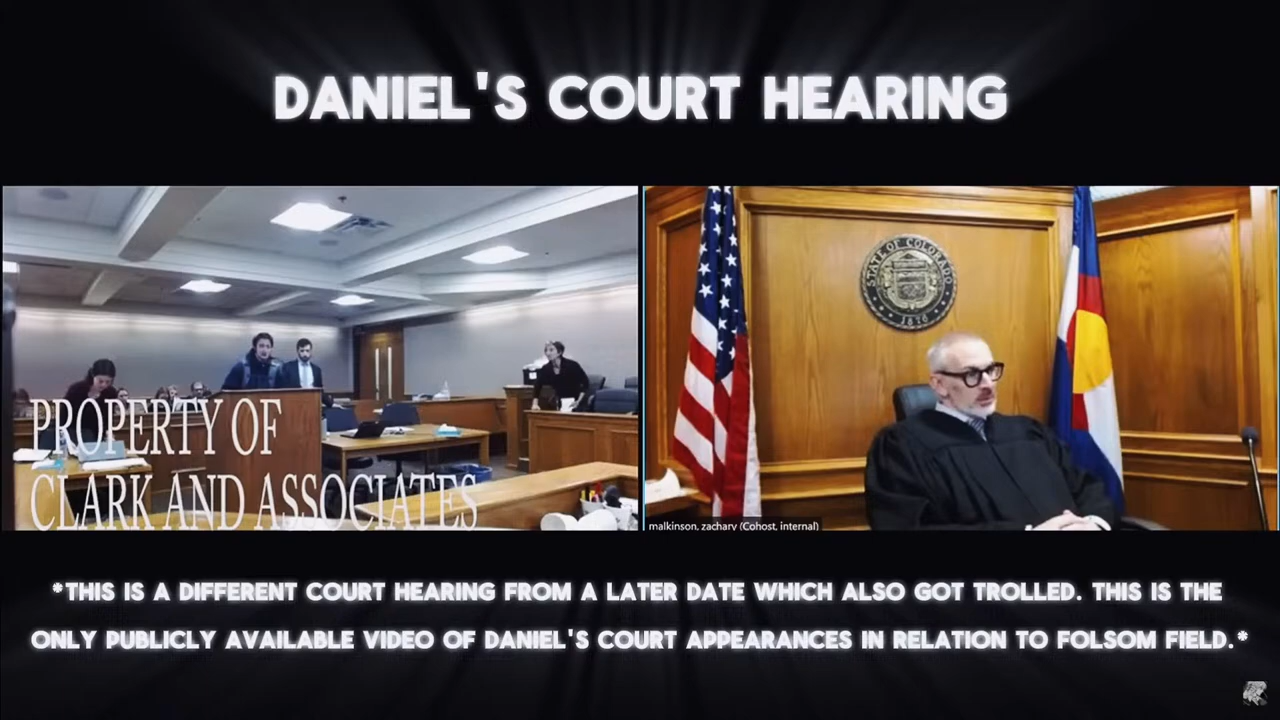 DANIEL'S COURT HEARING
PROPERTY OF
CLARK AND ASSOCIATES
STATE OF COLORADO
1876
malkinson, zachary (Cohost, internal)
*THIS IS A DIFFERENT COURT HEARING FROM A LATER DATE WHICH ALSO GOT TROLLED. THIS IS THE
ONLY PUBLICLY AVAILABLE VIDEO OF DANIEL'S COURT APPEARANCES IN RELATION TO FOLSOM FIELD.*